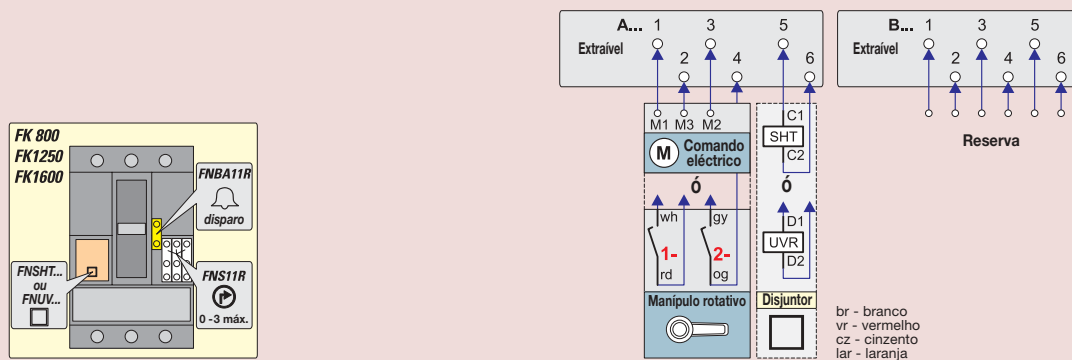 FK 800
FK1250
FK1600
FNBA11R
disparo
FNSHT...
ou
FNUV...
FNS11R
0 -3 máx.
A... 1 3 5
Extraível
2 4 6
M1 M3 M2
M Comando
eléctrico
Ó
wh gy
1- 2-
rd og
Manípulo rotativo
C1
SHT
C2
Ó
D1
UVR
D2
Disjuntor
B... 1 3 5
Extraível
2 4 6
Reserva
br - branco
vr - vermelho
cz - cinzento
lar - laranja